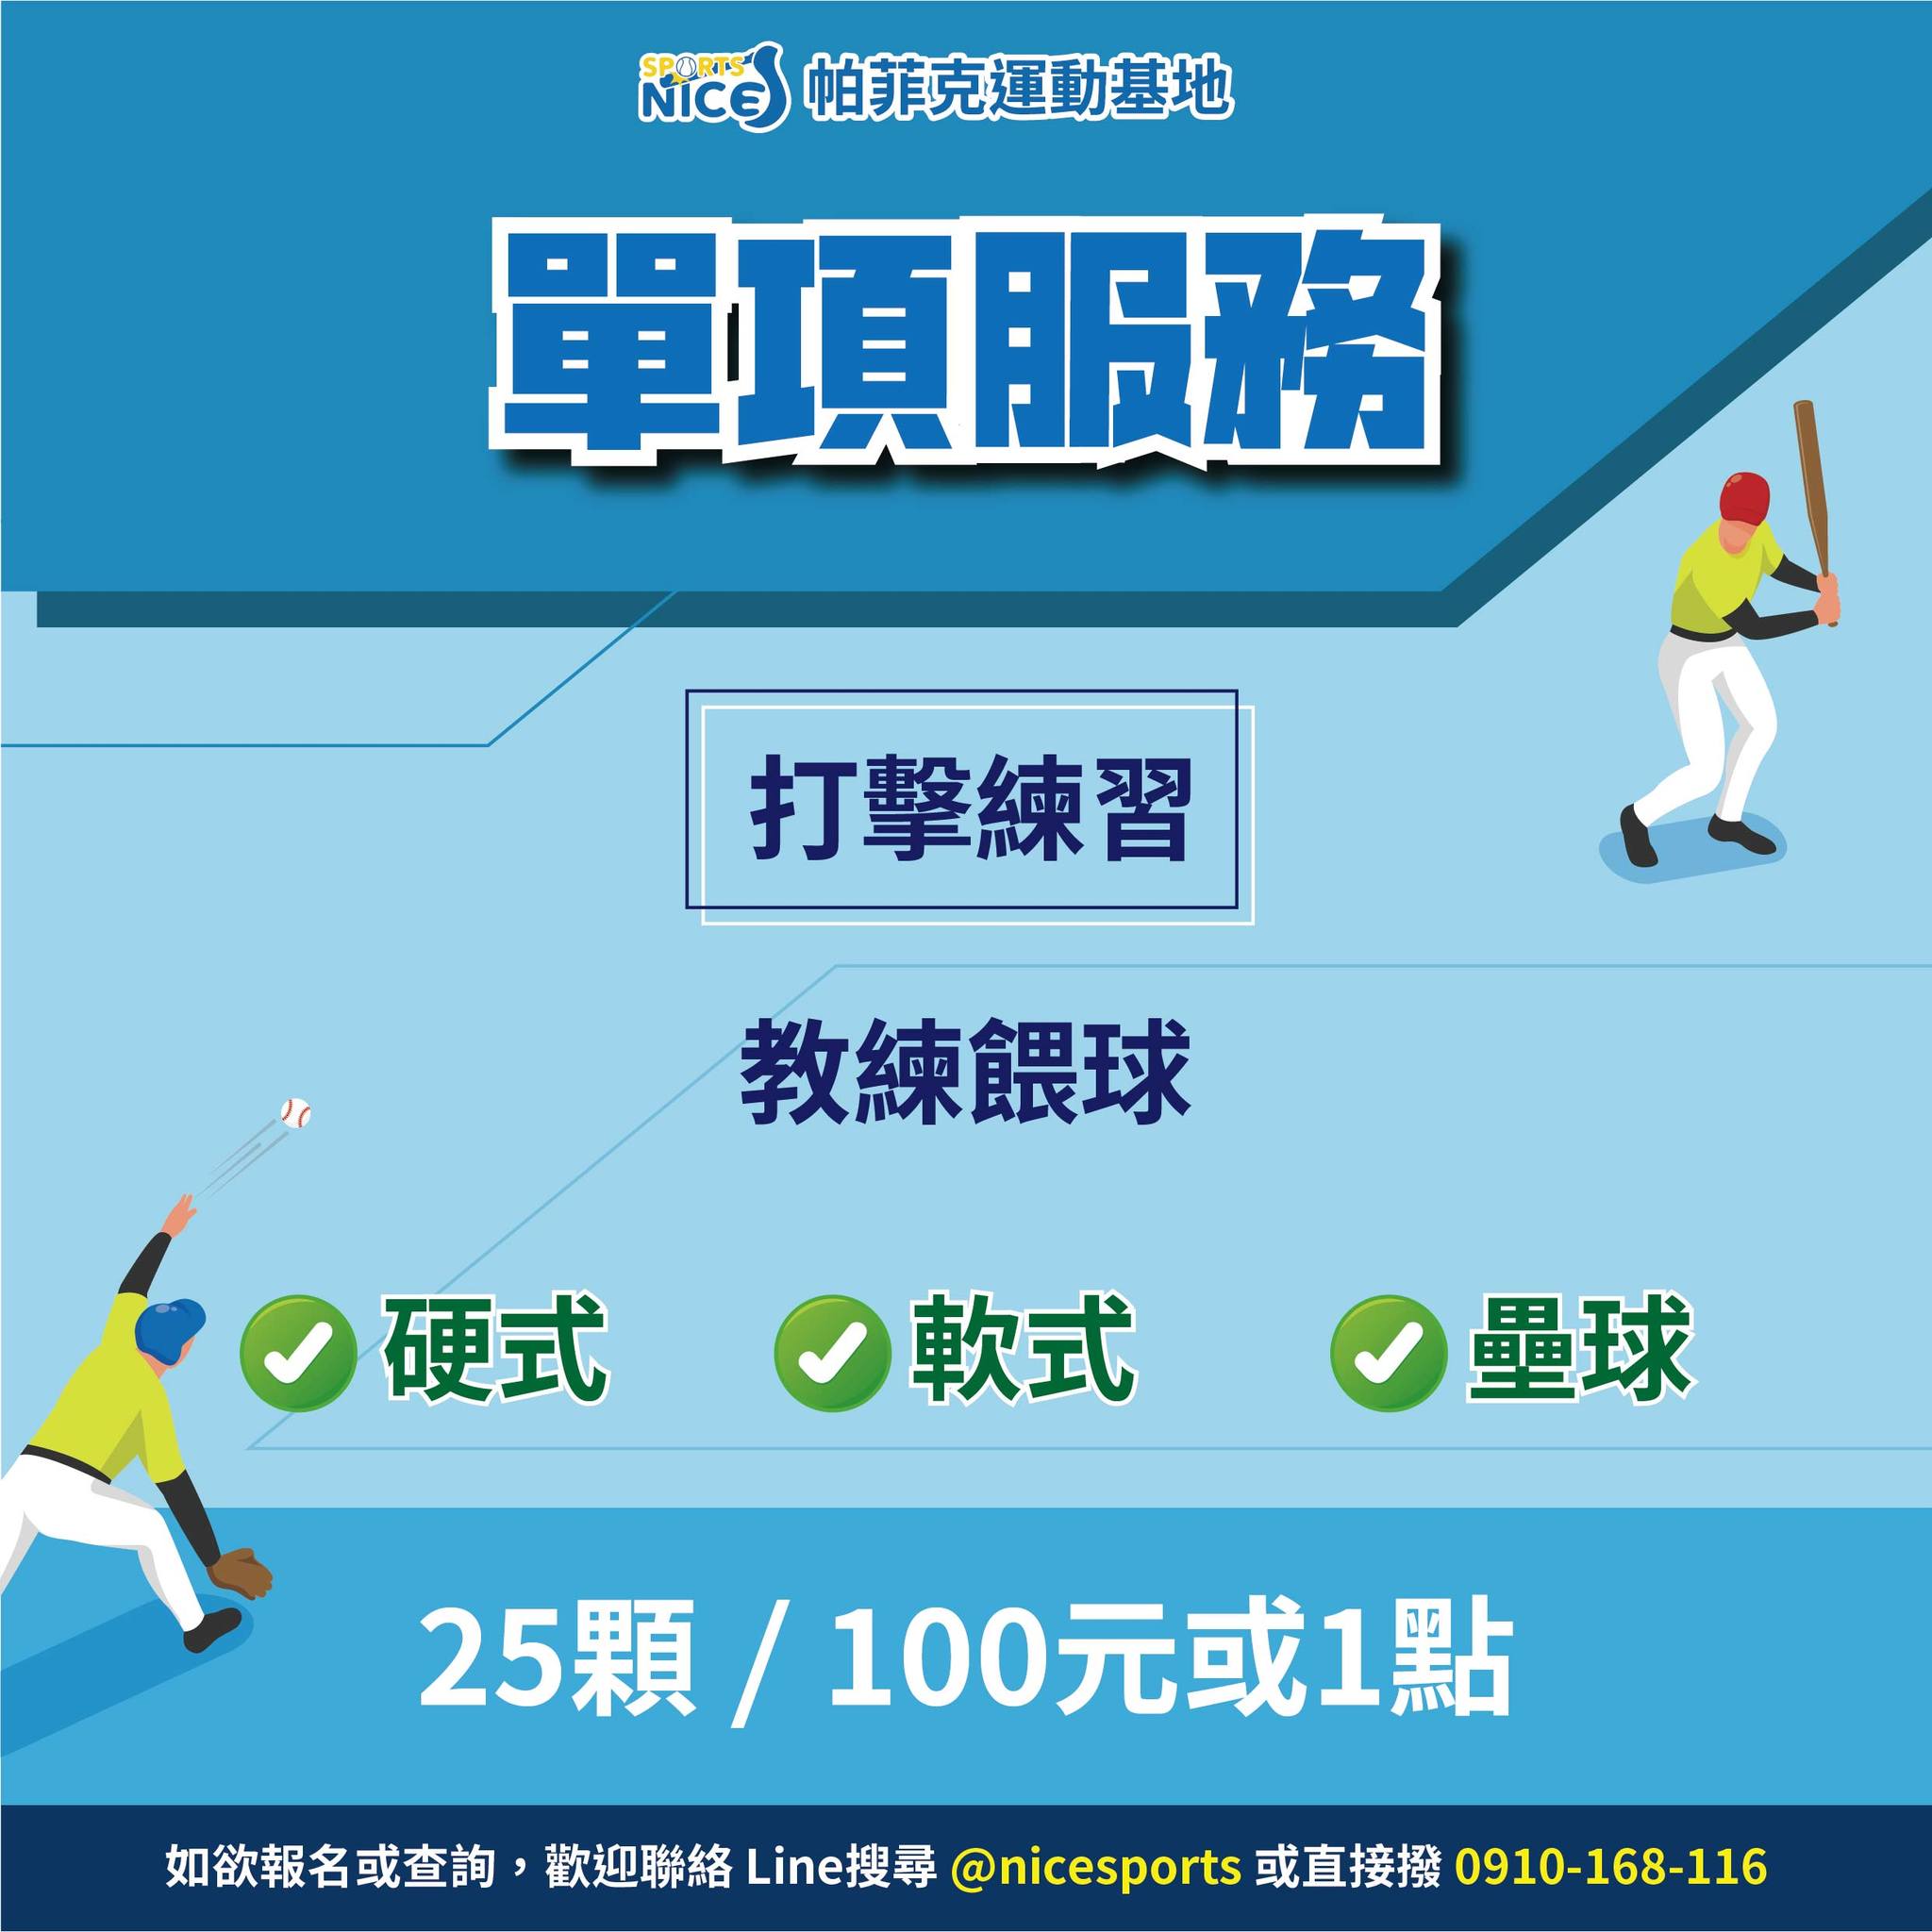 SPORTS
NICE 帕菲克運動基地
單項服務
打擊練習
教練餵球
硬式 軟式 壘球
25顆 / 100元或1點
如欲報名或查詢，歡迎聯絡 Line搜尋 @nicesports 或直接撥 0910-168-116